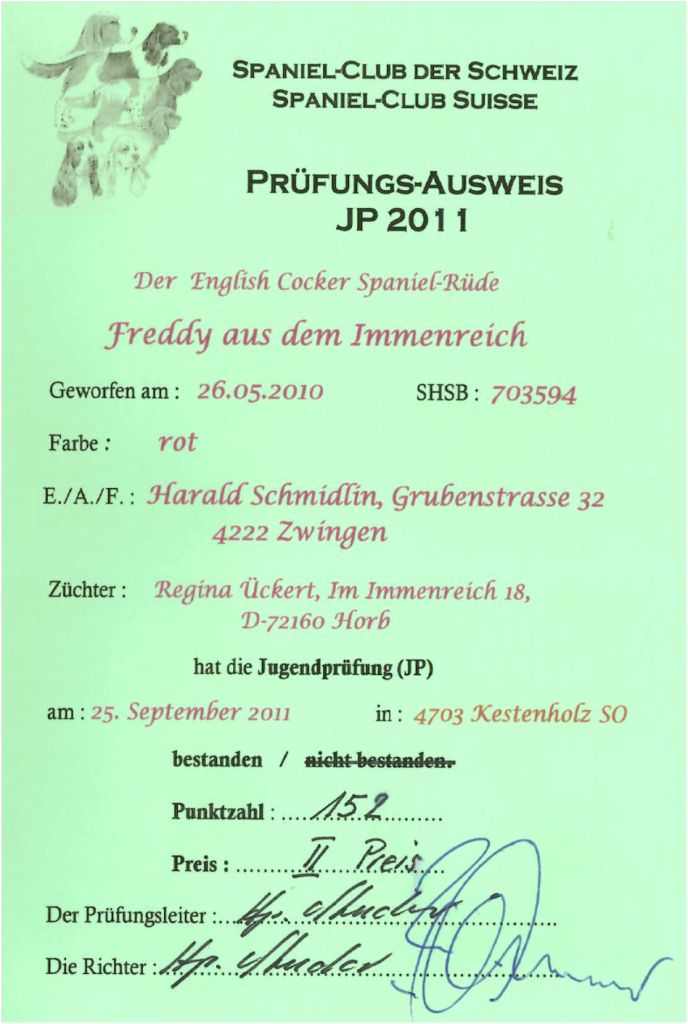 SPANIEL-CLUB DER SCHWEIZ
SPANIEL-CLUB SUISSE
PRÜFUNGS-AUSWEIS
JP 2011
Der English Cocker Spaniel-Rüde
Freddy aus dem Immenreich
Geworfen am : 26.05.2010 SHSB : 703594
Farbe : rot
E./A./F. : Harald Schmidlin, Grubenstrasse 32
4222 Zwingen
Züchter : Regina Ückert, Im Immenreich 18,
D-72160 Horb
hat die Jugendprüfung (JP)
am : 25. September 2011 in : 4703 Kestenholz SO
bestanden / nicht bestanden.
Punktzahl : ....152.........
Preis : .........II Preis....
Der Prüfungsleiter :..
Die Richter :